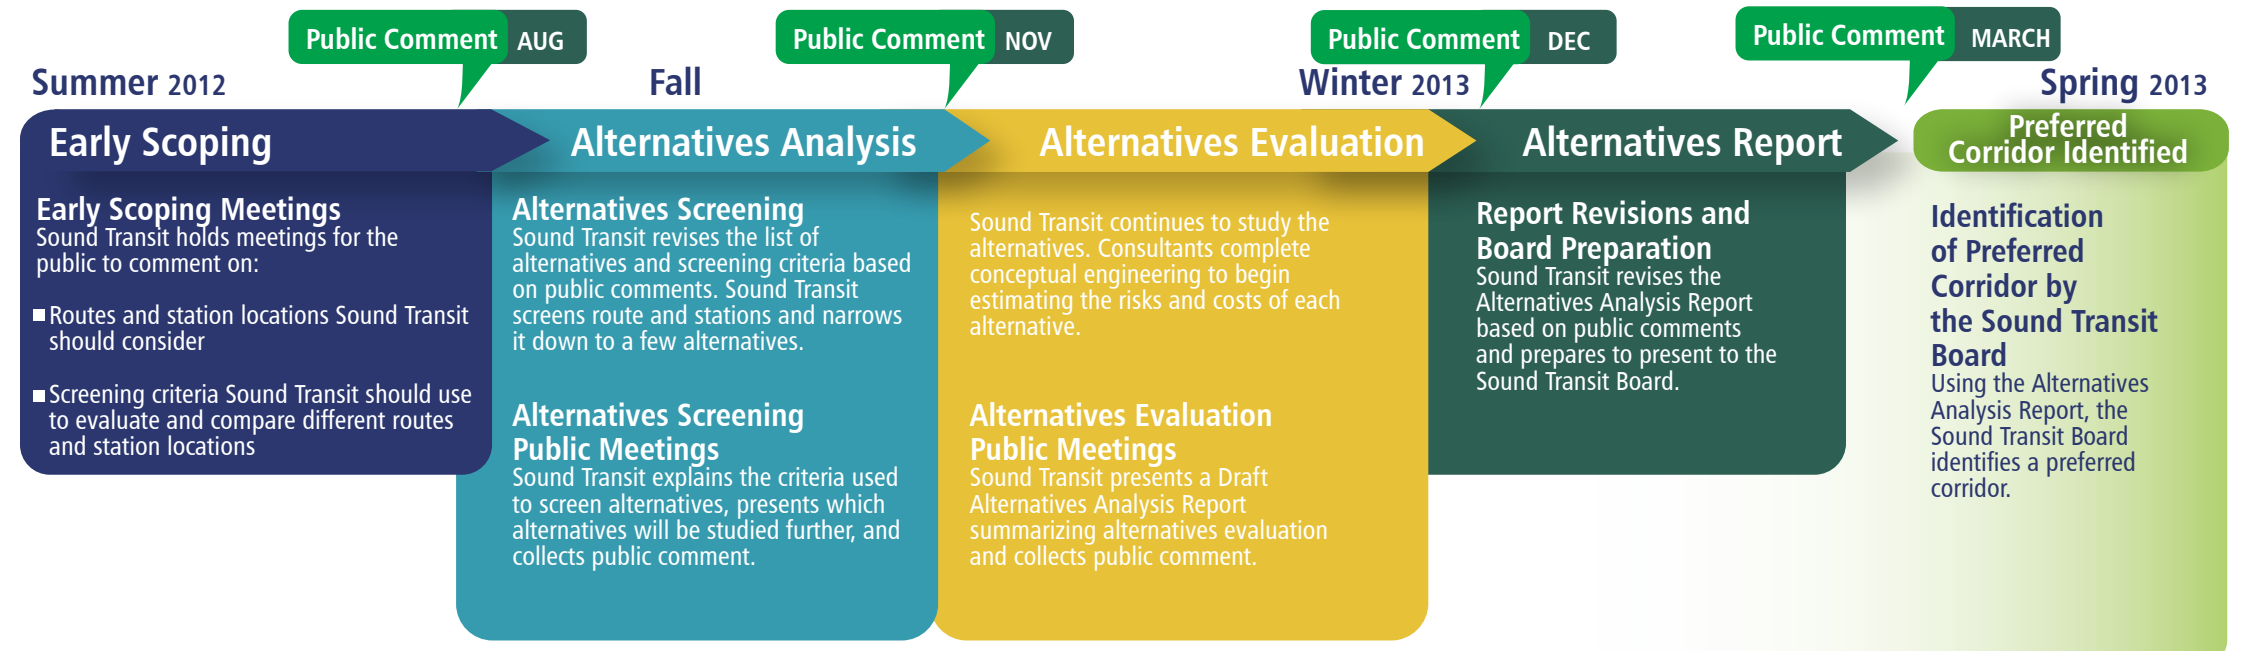 Public Comment AUG
Public Comment NOV
Public Comment DEC
Public Comment MARCH
Summer 2012
Fall
Winter 2013
Spring 2013
Early Scoping
Alternatives Analysis
Alternatives Evaluation
Alternatives Report
Preferred
Corridor Identified
Early Scoping Meetings
Sound Transit holds meetings for the
public to comment on:
■ Routes and station locations Sound Transit
should consider
■ Screening criteria Sound Transit should use
to evaluate and compare different routes
and station locations
Alternatives Screening
Sound Transit revises the list of
alternatives and screening criteria based
on public comments. Sound Transit
screens route and stations and narrows
it down to a few alternatives.
Alternatives Screening
Public Meetings
Sound Transit explains the criteria used
to screen alternatives, presents which
alternatives will be studied further, and
collects public comment.
Sound Transit continues to study the
alternatives. Consultants complete
conceptual engineering to begin
estimating the risks and costs of each
alternative.
Alternatives Evaluation
Public Meetings
Sound Transit presents a Draft
Alternatives Analysis Report
summarizing alternatives evaluation
and collects public comment.
Report Revisions and
Board Preparation
Sound Transit revises the
Alternatives Analysis Report
based on public comments
and prepares to present to the
Sound Transit Board.
Identification
of Preferred
Corridor by
the Sound Transit
Board
Using the Alternatives
Analysis Report, the
Sound Transit Board
identifies a preferred
corridor.